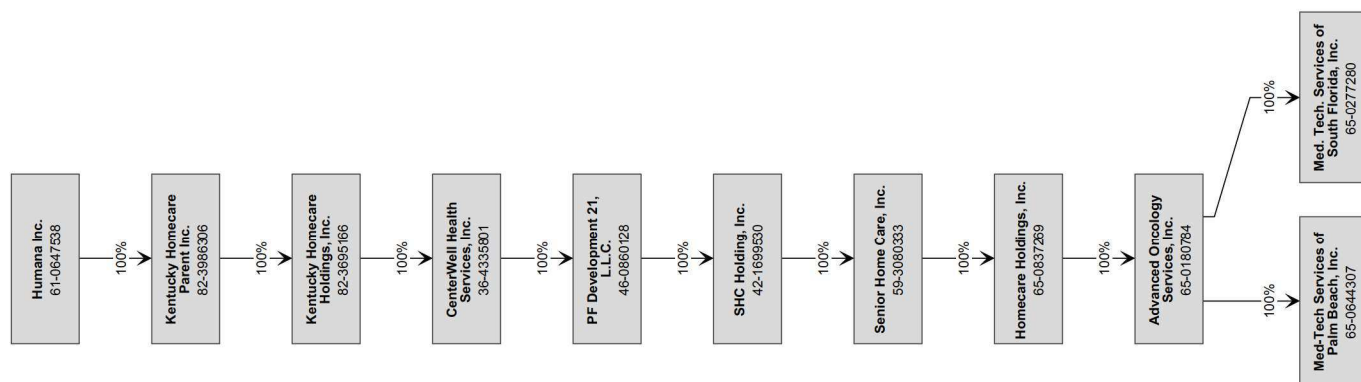 Humana Inc.
61-0647538
100%
Kentucky Homecare
Parent Inc.
82-3986306
100%
Kentucky Homecare
Holdings, Inc.
82-3695166
100%
CenterWell Health
Services, Inc.
36-4335801
100%
PF Development 21,
L.L.C.
46-0860128
100%
SHC Holding, Inc.
42-1699530
100%
Senior Home Care, Inc.
59-3080333
100%
Homecare Holdings, Inc.
65-0837269
100%
Advanced Oncology
Services, Inc.
65-0180784
100%
Med-Tech Services of
Palm Beach, Inc.
65-0644307
100%
Med. Tech. Services of
South Florida, Inc.
65-0277280